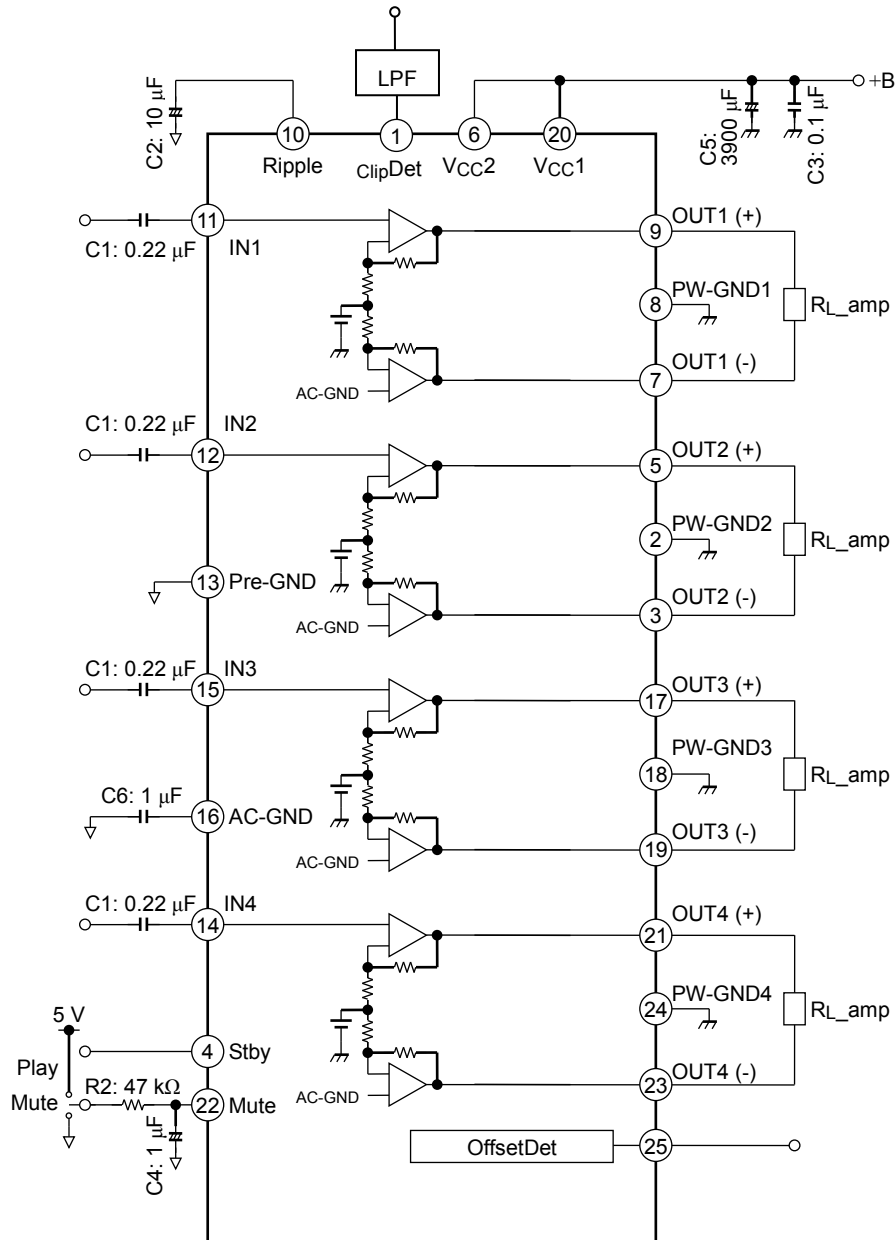 LPF
+B
C2: 10 µF
C5: 3900 µF
C3: 0.1 µF
10
1
6
20
Ripple
ClipDet
VCC2
VCC1
11
IN1
C1: 0.22 µF
9
OUT1 (+)
8
PW-GND1
RL_amp
7
OUT1 (-)
AC-GND
C1: 0.22 µF
IN2
12
5
OUT2 (+)
2
PW-GND2
RL_amp
13
Pre-GND
3
OUT2 (-)
AC-GND
C1: 0.22 µF
IN3
15
17
OUT3 (+)
18
PW-GND3
RL_amp
C6: 1 µF
16
AC-GND
19
OUT3 (-)
AC-GND
C1: 0.22 µF
IN4
14
21
OUT4 (+)
24
PW-GND4
RL_amp
5 V
Play
4
Stby
23
OUT4 (-)
Mute
R2: 47 kΩ
22
Mute
AC-GND
C4: 1 µF
OffsetDet
25